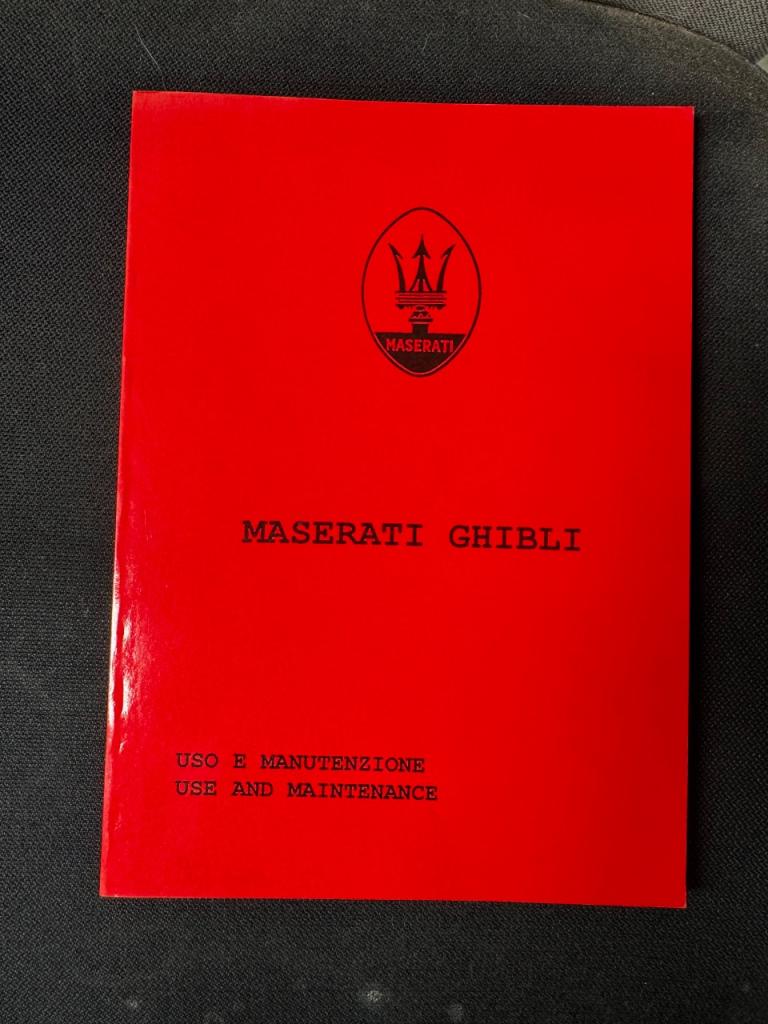 MASERATI
MASERATI GHIBLI
USO E MANUTENZIONE
USE AND MAINTENANCE